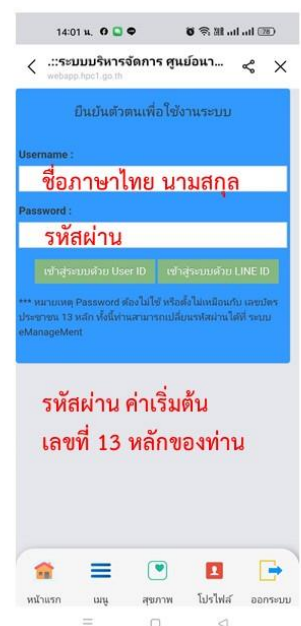 14:01 น.
78
.::ระบบบริหารจัดการ ศูนย์อนา...
webapp.hpc1.go.th
ยืนยันตัวตนเพื่อใช้งานระบบ
Username :
ชื่อภาษาไทย นามสกุล
Password :
รหัสผ่าน
เข้าสู่ระบบด้วย User ID เข้าสู่ระบบด้วย LINE ID
*** หมายเหตุ Password ต้องไม่ใช้ หรือตั้งไม่เหมือนกับ เลขบัตร
ประชาชน 13 หลัก ทั้งนี้ท่านสามารถเปลี่ยนรหัสผ่านได้ที่ ระบบ
eManageMent
รหัสผ่าน ค่าเริ่มต้น
เลขที่ 13 หลักของท่าน
หน้าแรก เมนู สุขภาพ โปรไฟล์ ออกระบบ